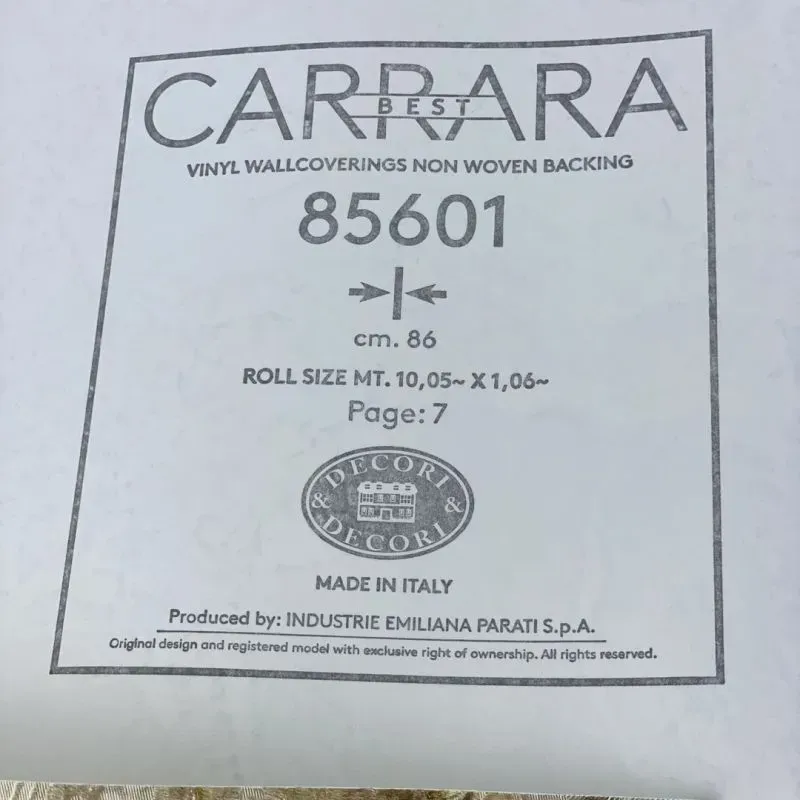 CARRARA
BEST
VINYL WALLCOVERINGS NON WOVEN BACKING
85601
cm. 86
ROLL SIZE MT. 10,05~ X 1,06~
Page: 7
DECORI
& &
DECORI
MADE IN ITALY
Produced by: INDUSTRIE EMILIANA PARATI S.p.A.
Original design and registered model with exclusive right of ownership. All rights reserved.